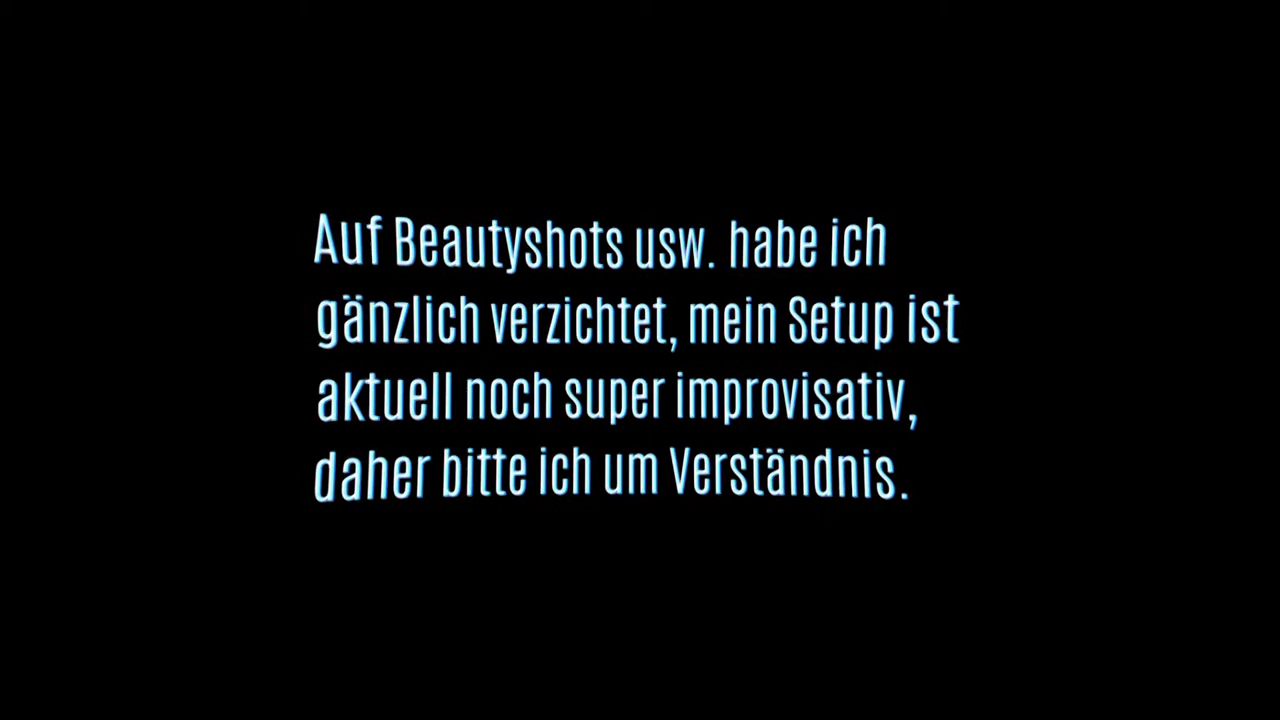 Auf Beautyshots usw. habe ich
gänzlich verzichtet, mein Setup ist
aktuell noch super improvisativ,
daher bitte ich um Verständnis.